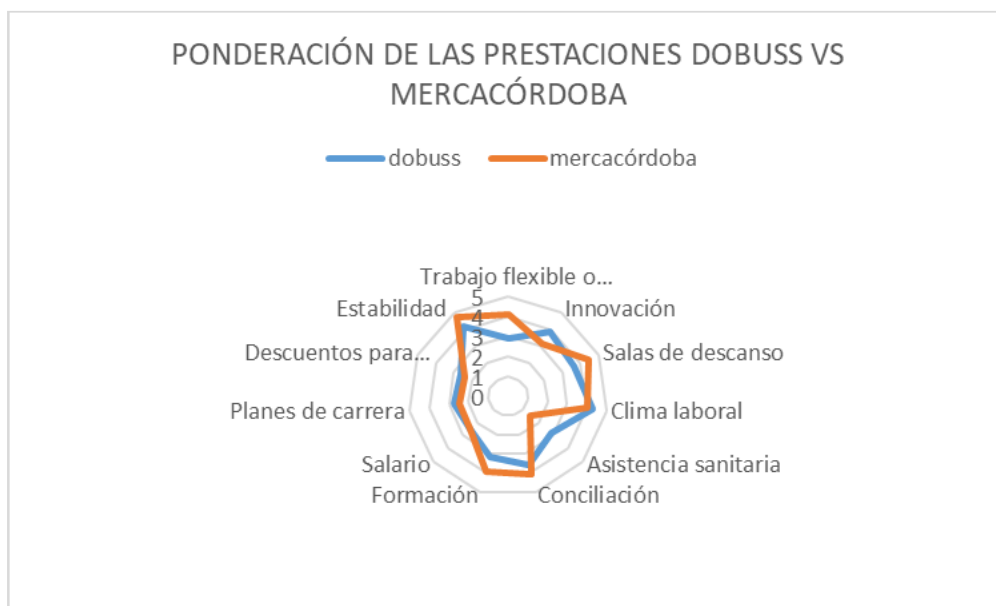 PONDERACIÓN DE LAS PRESTACIONES DOBUSS VS
MERCACÓRDOBA
dobuss mercacórdoba
Trabajo flexible o...
Innovación
Salas de descanso
Clima laboral
Asistencia sanitaria
Conciliación
Formación
Salario
Planes de carrera
Descuentos para...
Estabilidad
5
4
3
2
1
0